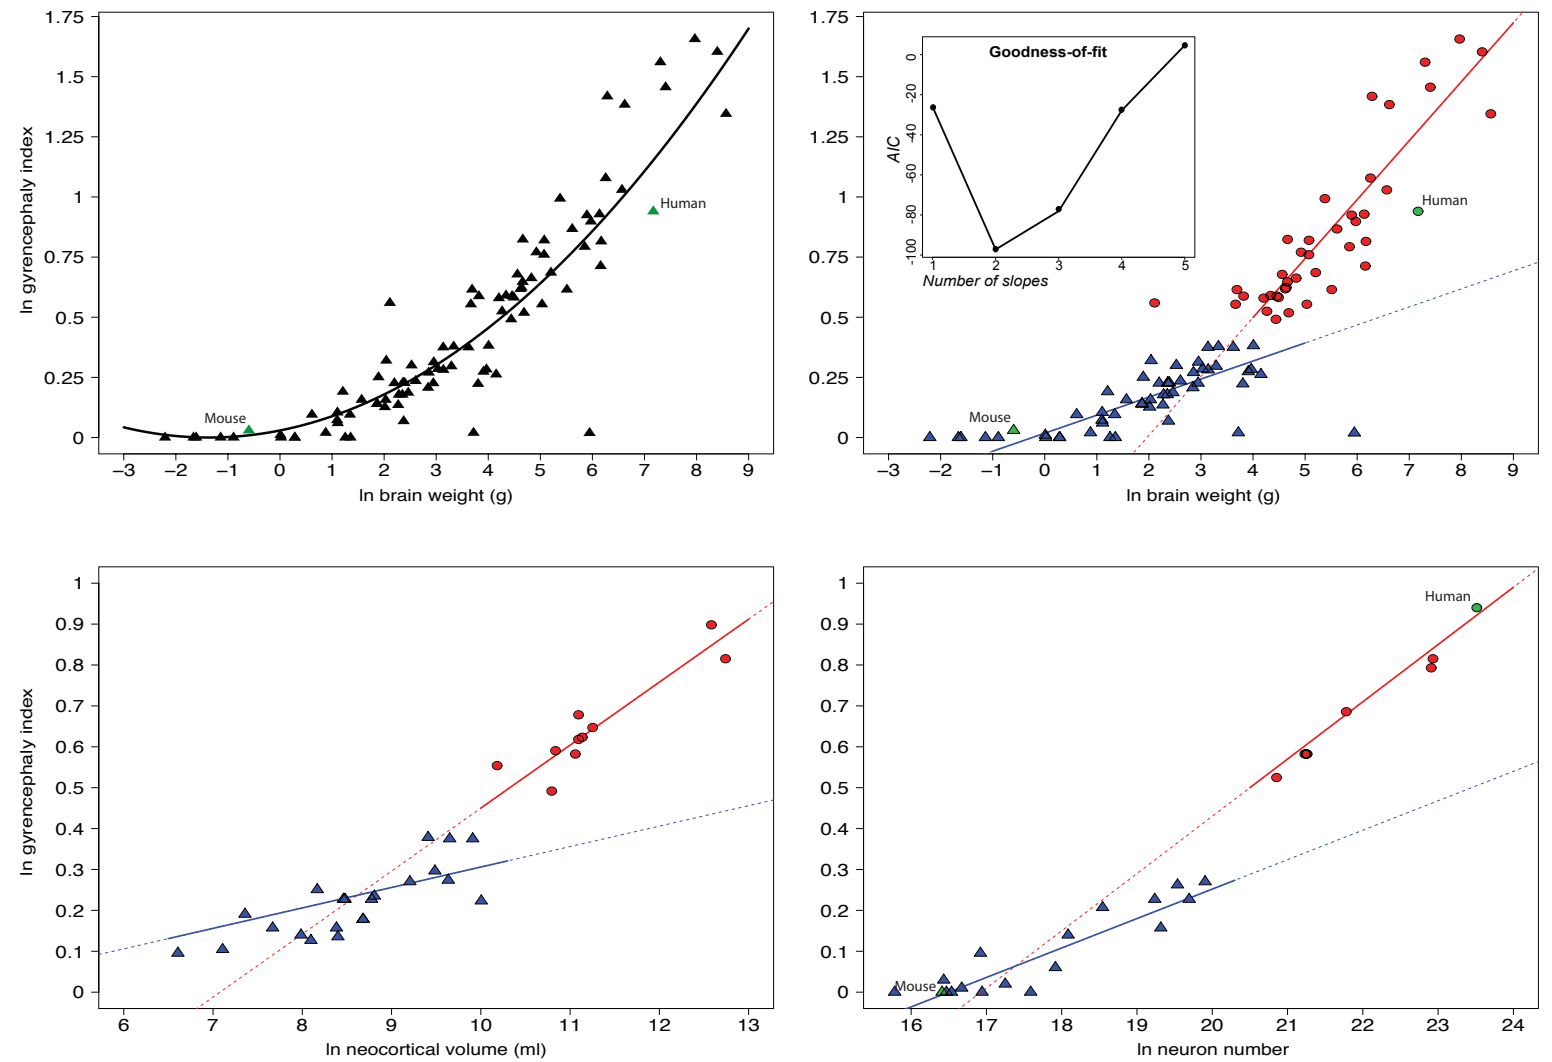 1.75
1.5
1.25
1
0.75
0.5
0.25
0
ln gyrencephaly index
Human
Mouse
−3 −2 −1 0 1 2 3 4 5 6 7 8 9
ln brain weight (g)
1.75
1.5
1.25
1
0.75
0.5
0.25
0
Goodness-of-fit
0
-20
-40
-60
-80
-100
AIC
1 2 3 4 5
Number of slopes
Human
Mouse
−3 −2 −1 0 1 2 3 4 5 6 7 8 9
ln brain weight (g)
1
0.9
0.8
0.7
0.6
0.5
0.4
0.3
0.2
0.1
0
ln gyrencephaly index
6 7 8 9 10 11 12 13
ln neocortical volume (ml)
1
0.9
0.8
0.7
0.6
0.5
0.4
0.3
0.2
0.1
0
Human
Mouse
16 17 18 19 20 21 22 23 24
ln neuron number